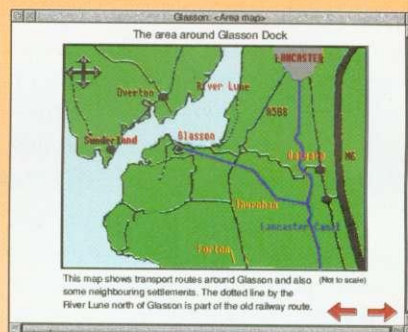 Glasson: <Area map>
The area around Glasson Dock
LANCASTER
River Lune
Overton
A588
Sunderland
Glasson
Galgate
M6
Thurnham
Lancaster Canal
Forton
This map shows transport routes around Glasson and also
(Not to scale)
some neighbouring settlements. The dotted line by the
River Lune north of Glasson is part of the old railway route.